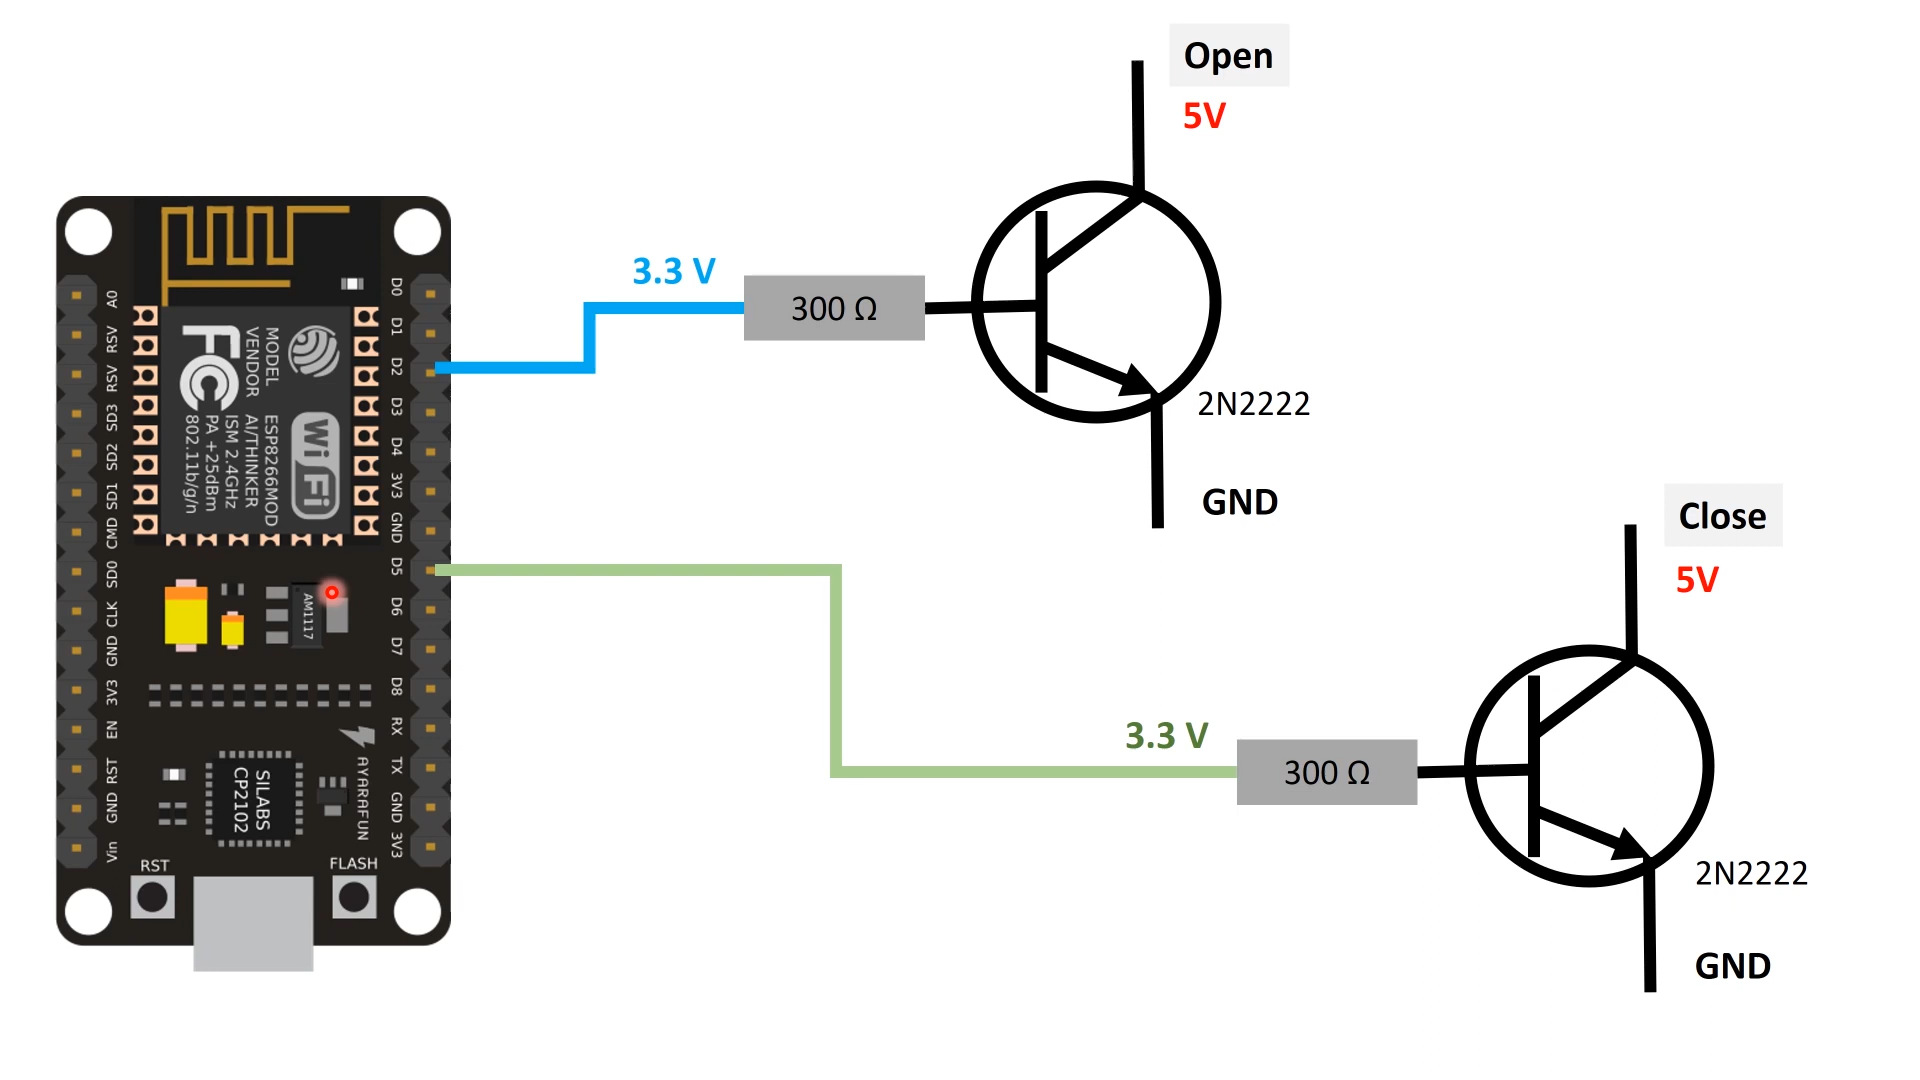 Open
5V
3.3 V
300 Ω
2N2222
GND
Close
5V
3.3 V
300 Ω
2N2222
GND
A0
RSV
RSV
SD3
SD2
SD1
CMD
SD0
CLK
GND
3V3
EN
RST
GND
Vin
D0
D1
D2
D3
D4
3V3
GND
D5
D6
D7
D8
RX
TX
GND
3V3
MODEL
VENDOR
ESP8266MOD
AI/THINKER
ISM 2.4GHz
PA +25dBm
802.11b/g/n
FC
WiFi
AM1117
SILABS
CP2102
AYARAFUN
RST
FLASH